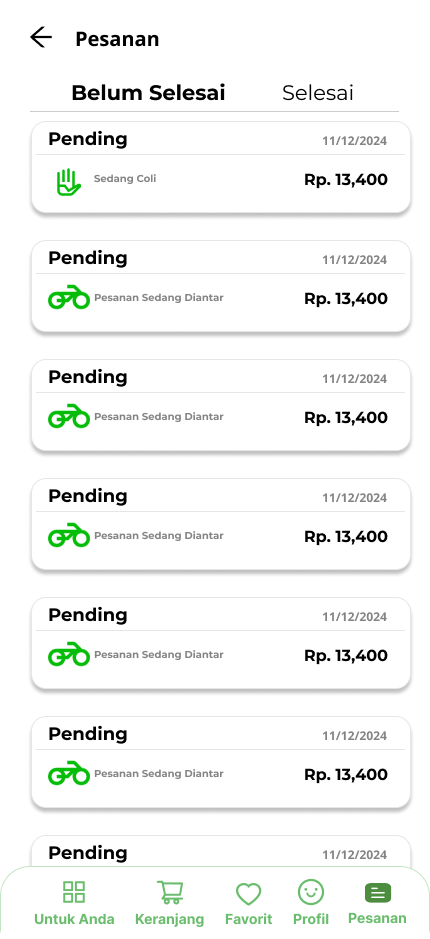 Pesanan
Belum Selesai Selesai
Pending 11/12/2024
Sedang Coli Rp. 13,400
Pending 11/12/2024
Pesanan Sedang Diantar Rp. 13,400
Pending 11/12/2024
Pesanan Sedang Diantar Rp. 13,400
Pending 11/12/2024
Pesanan Sedang Diantar Rp. 13,400
Pending 11/12/2024
Pesanan Sedang Diantar Rp. 13,400
Pending 11/12/2024
Pesanan Sedang Diantar Rp. 13,400
Pending 11/12/2024
Untuk Anda Keranjang Favorit Profil Pesanan